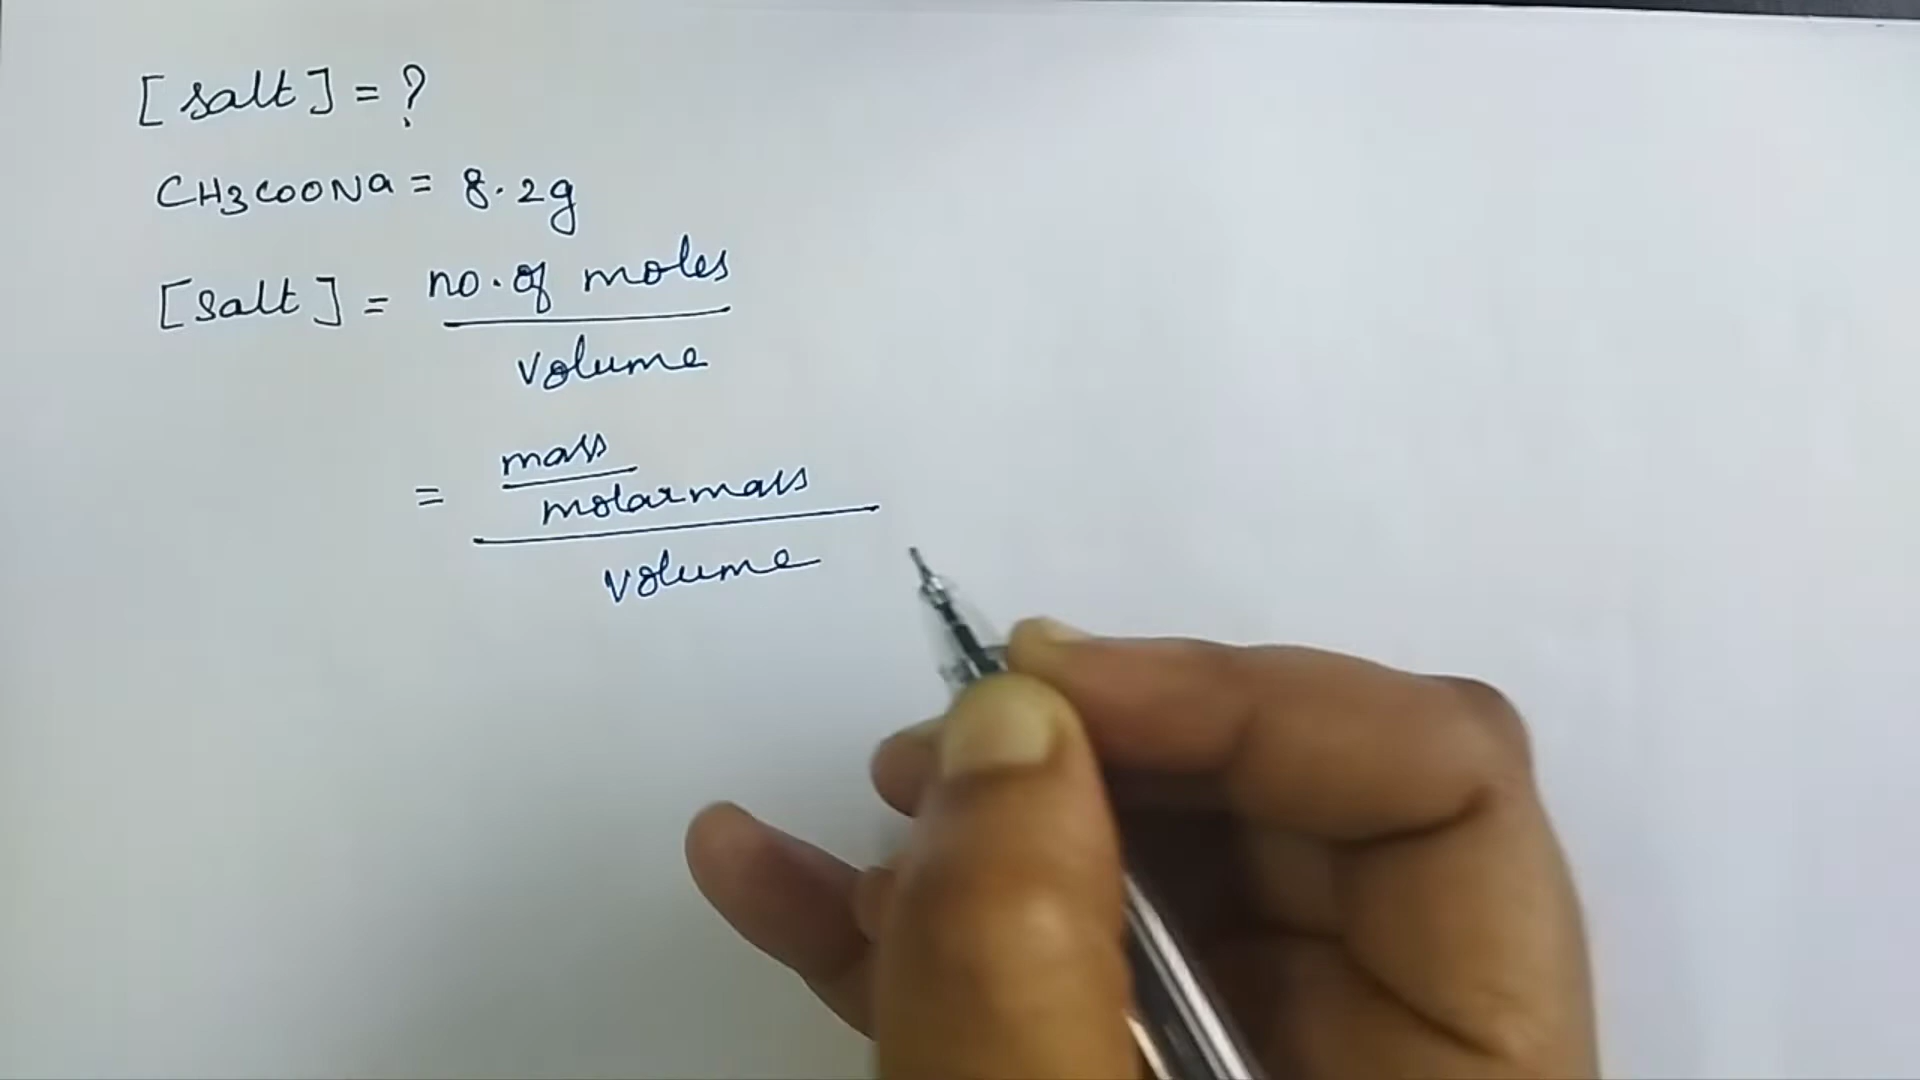 [salt] = ?
CH3COONa = 8.2g
[salt] = no. of moles
volume
= mass
molarmass
volume